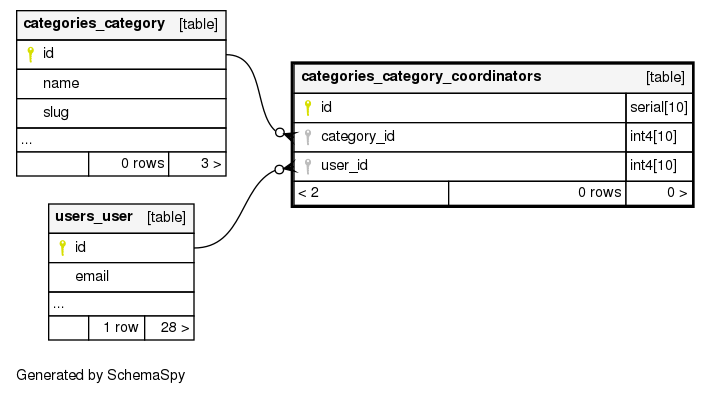 categories_category [table]
id
name
slug
...
0 rows 3 >
categories_category_coordinators [table]
id serial[10]
category_id int4[10]
user_id int4[10]
< 2 0 rows 0 >
users_user [table]
id
email
...
1 row 28 >
Generated by SchemaSpy